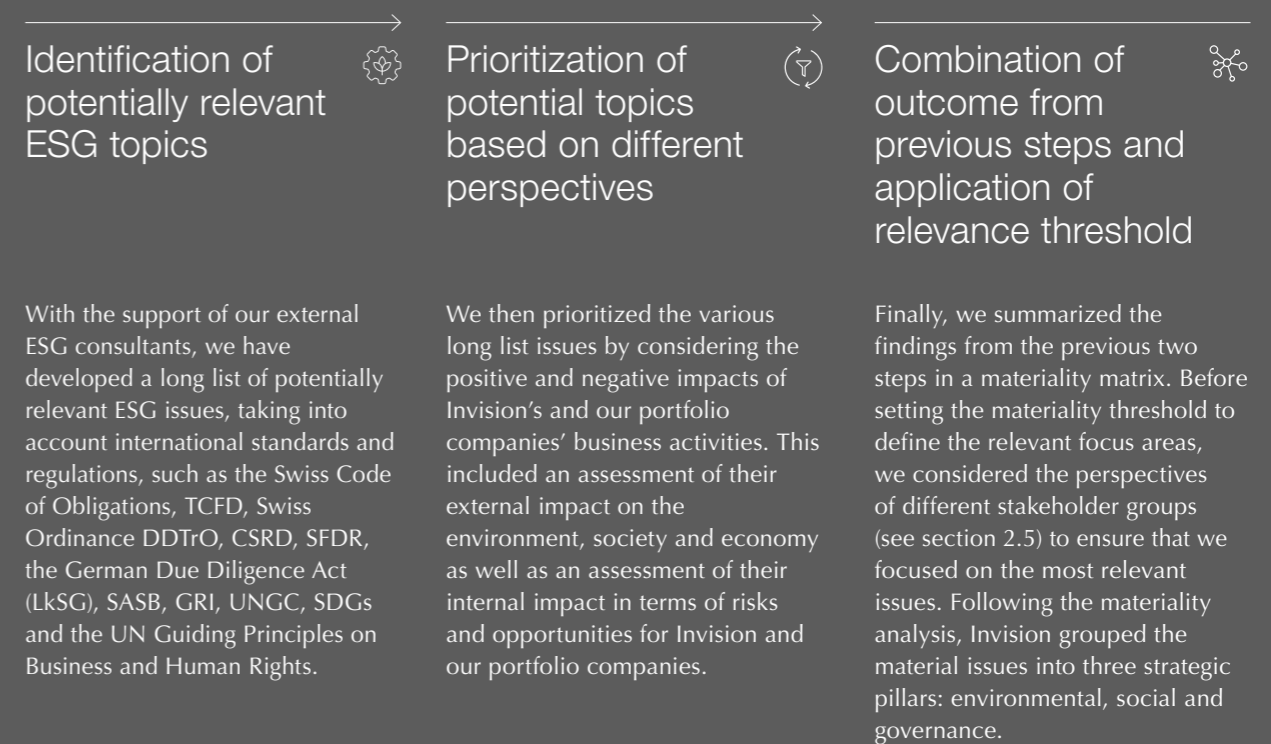 Identification of
potentially relevant
ESG topics
With the support of our external
ESG consultants, we have
developed a long list of potentially
relevant ESG issues, taking into
account international standards and
regulations, such as the Swiss Code
of Obligations, TCFD, Swiss
Ordinance DDTrO, CSRD, SFDR,
the German Due Diligence Act
(LkSG), SASB, GRI, UNGC, SDGs
and the UN Guiding Principles on
Business and Human Rights.
Prioritization of
potential topics
based on different
perspectives
We then prioritized the various
long list issues by considering the
positive and negative impacts of
Invision’s and our portfolio
companies’ business activities. This
included an assessment of their
external impact on the
environment, society and economy
as well as an assessment of their
internal impact in terms of risks
and opportunities for Invision and
our portfolio companies.
Combination of
outcome from
previous steps and
application of
relevance threshold
Finally, we summarized the
findings from the previous two
steps in a materiality matrix. Before
setting the materiality threshold to
define the relevant focus areas,
we considered the perspectives
of different stakeholder groups
(see section 2.5) to ensure that we
focused on the most relevant
issues. Following the materiality
analysis, Invision grouped the
material issues into three strategic
pillars: environmental, social and
governance.